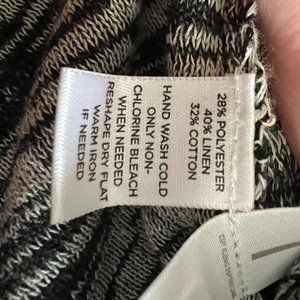 28% POLYESTER
40% LINEN
32% COTTON
HAND WASH COLD
ONLY NON-
CHLORINE BLEACH
WHEN NEEDED
RESHAPE DRY FLAT
WARM IRON
IF NEEDED